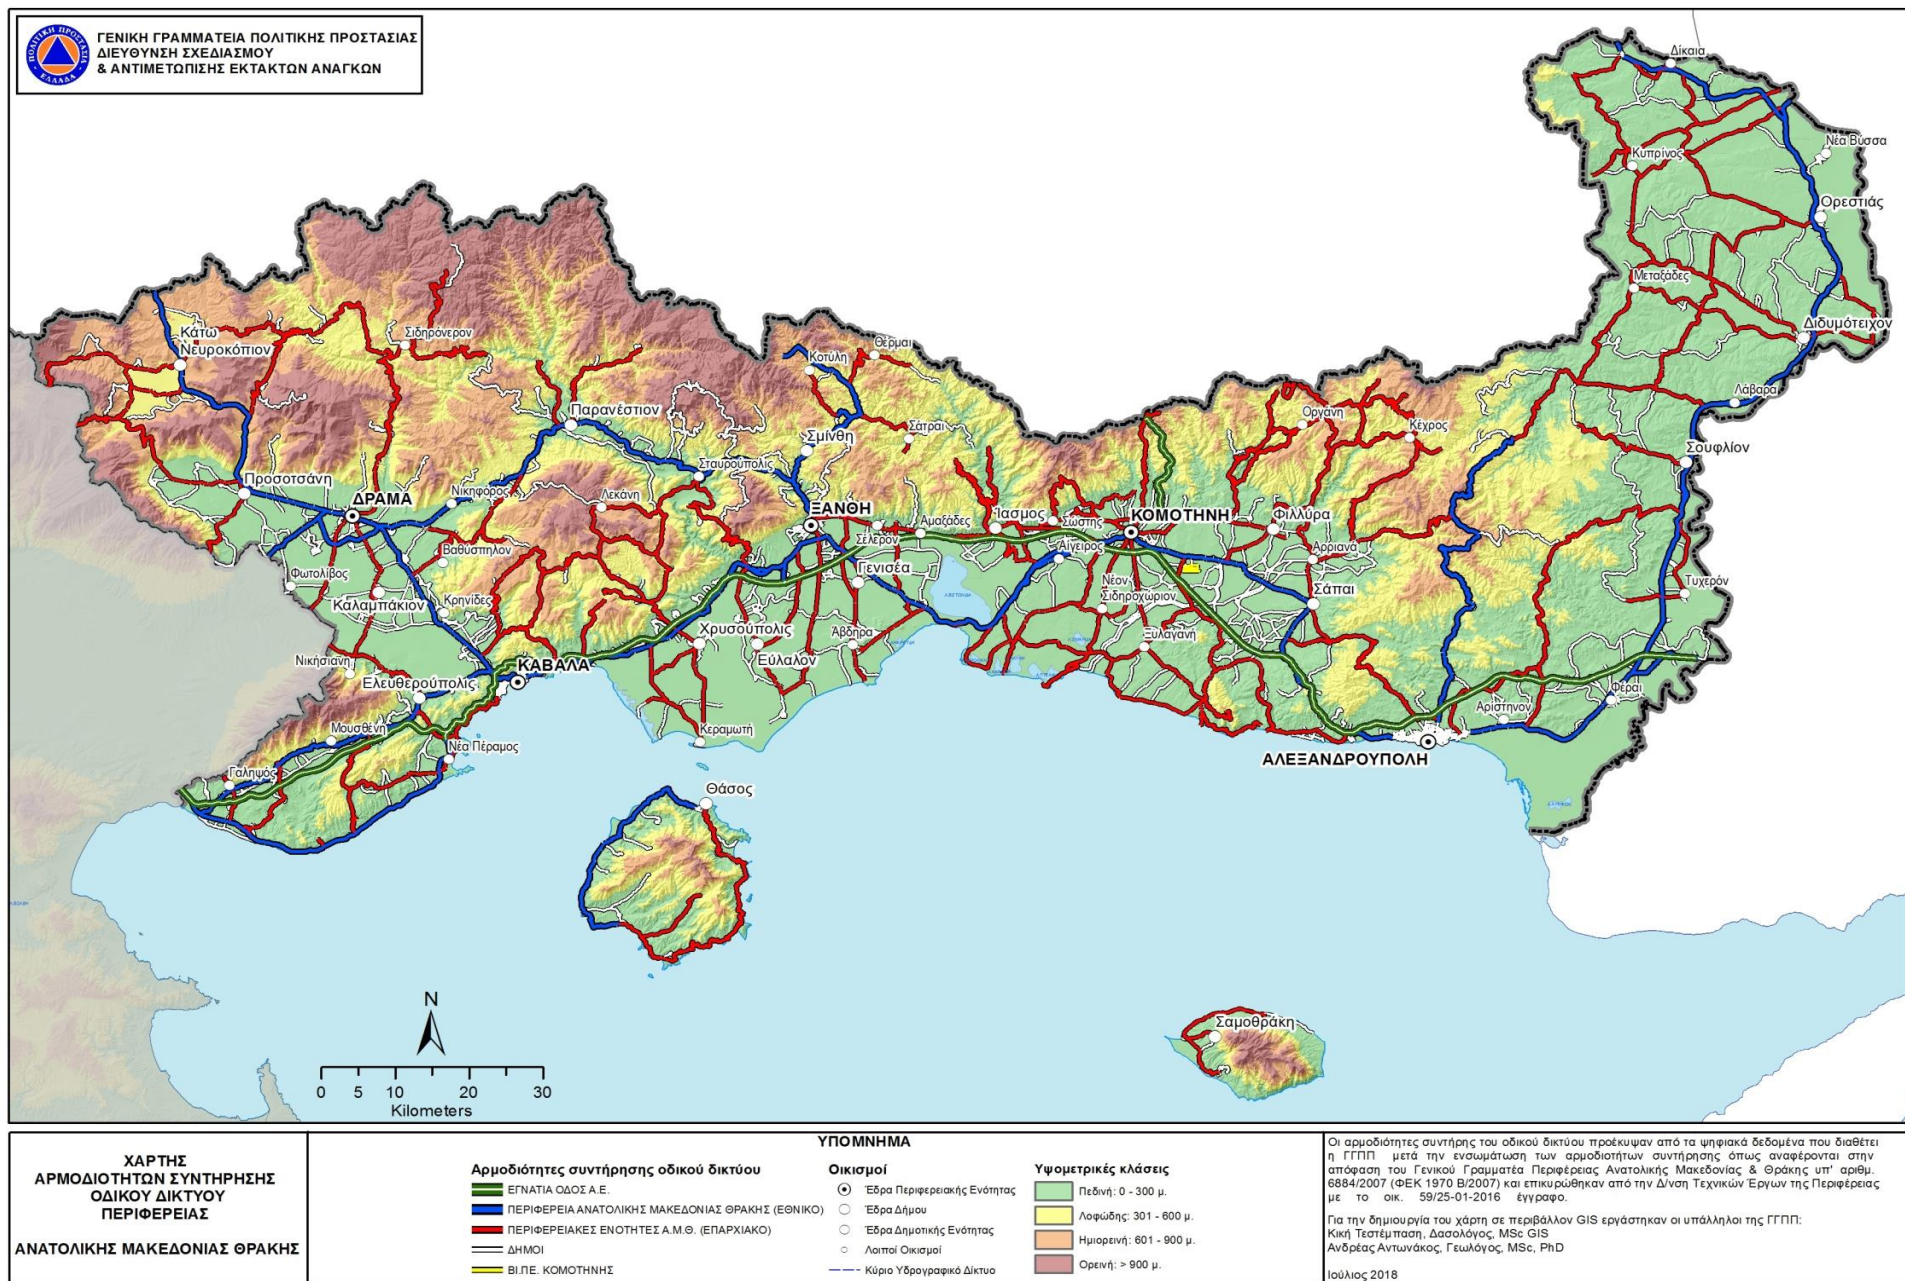 ΓΕΝΙΚΗ ΓΡΑΜΜΑΤΕΙΑ ΠΟΛΙΤΙΚΗΣ ΠΡΟΣΤΑΣΙΑΣ
ΔΙΕΥΘΥΝΣΗ ΣΧΕΔΙΑΣΜΟΥ
& ΑΝΤΙΜΕΤΩΠΙΣΗΣ ΕΚΤΑΚΤΩΝ ΑΝΑΓΚΩΝ
ΠΟΛΙΤΙΚΗ ΠΡΟΣΤΑΣΙΑ
ΕΛΛΑΔΑ
Δίκαια
Νέα Βύσσα
Κυπρίνος
Ορεστιάς
Μεταξάδες
Διδυμότειχον
Λάβαρα
Σουφλίον
Τυχερόν
Φέραι
Αρίστηνον
ΑΛΕΞΑΝΔΡΟΥΠΟΛΗ
Κάτω
Νευροκόπιον
Σιδηρόνερον
Παρανέστιον
Κοτύλη
Θέρμαι
Σάτραι
Σμίνθη
Σταυρούπολις
Οργάνη
Κέχρος
Προσοτσάνη
ΔΡΑΜΑ
Νικηφόρος
Λεκάνη
ΞΑΝΘΗ
Αμαξάδες
Σέλερον
Ίασμος
Σώστης
ΚΟΜΟΤΗΝΗ
Φιλλύρα
Αρριανά
Αίγειρος
Σάπαι
Βαθύσπηλον
Φωτολίβος
Καλαμπάκιον
Κρηνίδες
Γενισέα
Νέον
Σιδηροχώριον
Ξυλαγανή
Χρυσούπολις
Εύλαλον
Άβδηρα
Νικήσιανη
ΚΑΒΑΛΑ
Ελευθερούπολις
Μουσθένη
Νέα Πέραμος
Γαληψός
Κεραμωτή
Θάσος
Σαμοθράκη
N
0 5 10 20 30
Kilometers
ΧΑΡΤΗΣ
ΑΡΜΟΔΙΟΤΗΤΩΝ ΣΥΝΤΗΡΗΣΗΣ
ΟΔΙΚΟΥ ΔΙΚΤΥΟΥ
ΠΕΡΙΦΕΡΕΙΑΣ
ΑΝΑΤΟΛΙΚΗΣ ΜΑΚΕΔΟΝΙΑΣ ΘΡΑΚΗΣ
ΥΠΟΜΝΗΜΑ
Αρμοδιότητες συντήρησης οδικού δικτύου
ΕΓΝΑΤΙΑ ΟΔΟΣ Α.Ε.
ΠΕΡΙΦΕΡΕΙΑ ΑΝΑΤΟΛΙΚΗΣ ΜΑΚΕΔΟΝΙΑΣ ΘΡΑΚΗΣ (ΕΘΝΙΚΟ)
ΠΕΡΙΦΕΡΕΙΑΚΕΣ ΕΝΟΤΗΤΕΣ Α.Μ.Θ. (ΕΠΑΡΧΙΑΚΟ)
ΔΗΜΟΙ
ΒΙ.ΠΕ. ΚΟΜΟΤΗΝΗΣ
Οικισμοί
Έδρα Περιφερειακής Ενότητας
Έδρα Δήμου
Έδρα Δημοτικής Ενότητας
Λοιποί Οικισμοί
Κύριο Υδρογραφικό Δίκτυο
Υψομετρικές κλάσεις
Πεδινή: 0 - 300 μ.
Λοφώδης: 301 - 600 μ.
Ημιορεινή: 601 - 900 μ.
Ορεινή: > 900 μ.
Οι αρμοδιότητες συντήρης του οδικού δικτύου προέκυψαν από τα ψηφιακά δεδομένα που διαθέτει
η ΓΓΠΠ μετά την ενσωμάτωση των αρμοδιοτήτων συντήρησης όπως αναφέρονται στην
απόφαση του Γενικού Γραμματέα Περιφέρειας Ανατολικής Μακεδονίας & Θράκης υπ' αριθμ.
6884/2007 (ΦΕΚ 1970 Β/2007) και επικυρώθηκαν από την Δ/νση Τεχνικών Έργων της Περιφέρειας
με το οικ. 59/25-01-2016 έγγραφο.
Για την δημιουργία του χάρτη σε περιβάλλον GIS εργάστηκαν οι υπάλληλοι της ΓΓΠΠ:
Κική Τεστέμπαση, Δασολόγος, MSc GIS
Ανδρέας Αντωνάκος, Γεωλόγος, MSc, PhD
Ιούλιος 2018